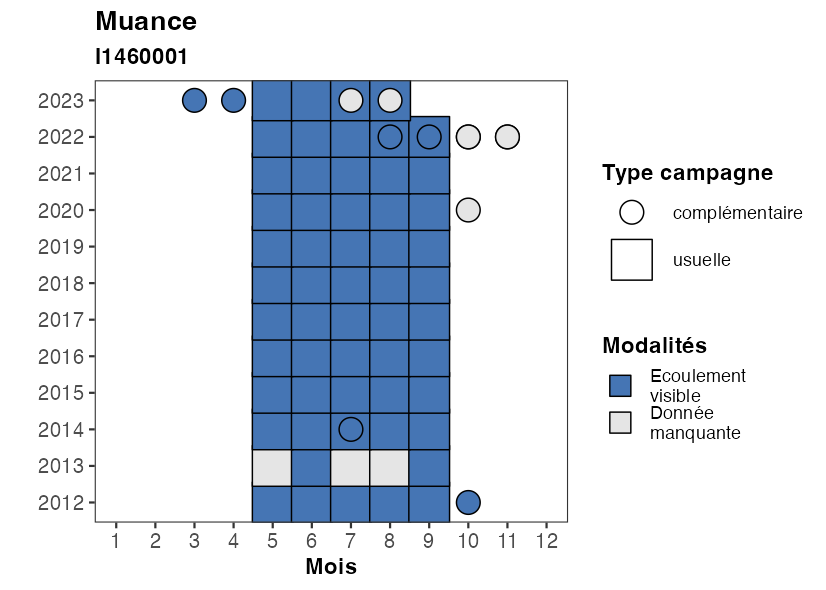 Muance
I1460001
2023
2022
2021
2020
2019
2018
2017
2016
2015
2014
2013
2012
1 2 3 4 5 6 7 8 9 10 11 12
Mois
Type campagne
complémentaire
usuelle
Modalités
Ecoulement
visible
Donnée
manquante